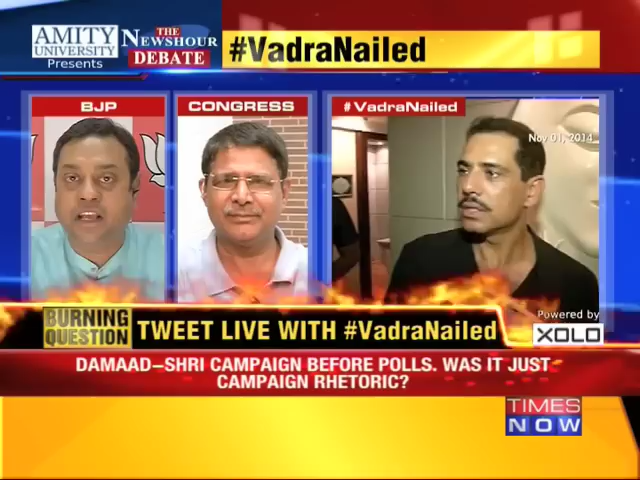 AMITY
UNIVERSITY
Presents
THE
NEWSHOUR
DEBATE
#VadraNailed
BJP
CONGRESS
#VadraNailed
Nov 01, 2014
BURNING
QUESTION
TWEET LIVE WITH #VadraNailed
Powered by
XOLO
DAMAAD-SHRI CAMPAIGN BEFORE POLLS. WAS IT JUST
CAMPAIGN RHETORIC?
TIMES
NOW